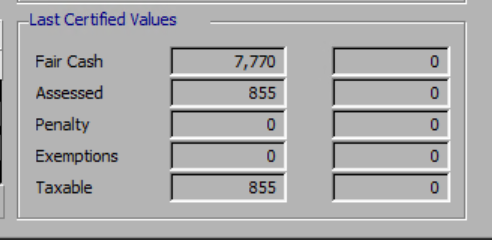 Last Certified Values
Fair Cash 7,770 0
Assessed 855 0
Penalty 0 0
Exemptions 0 0
Taxable 855 0